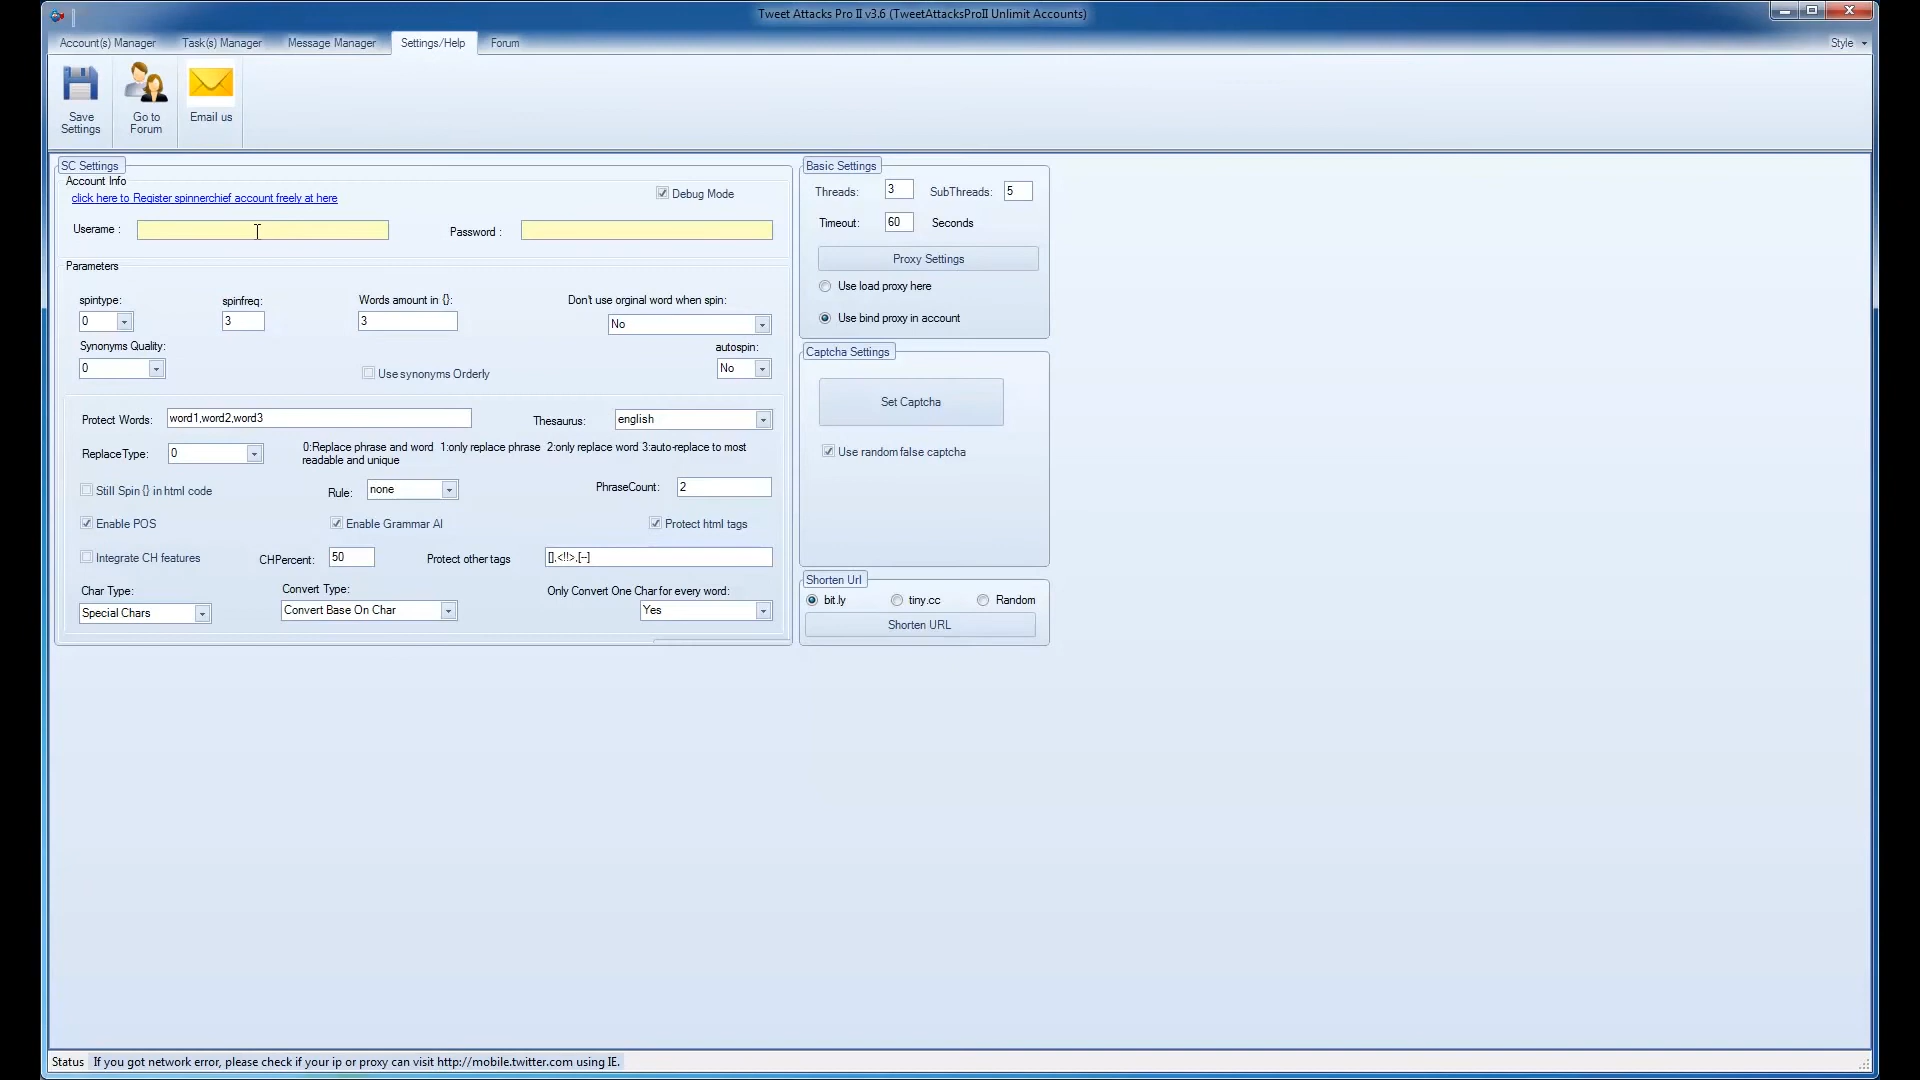 Tweet Attacks Pro II v3.6 (TweetAttacksProII Unlimit Accounts)
Account(s) Manager Task(s) Manager Message Manager Settings/Help Forum Style
Save Settings
Go to Forum
Email us
SC Settings
Account Info
click here to Register spinnerchief account freely at here
Debug Mode
Userame :
Password :
Parameters
spintype: spinfreq: Words amount in {}: Don't use orginal word when spin:
0 3 3 No
Synonyms Quality: autospin:
0 Use synonyms Orderly No
Protect Words: word1,word2,word3 Thesaurus: english
ReplaceType: 0 0:Replace phrase and word 1:only replace phrase 2:only replace word 3:auto-replace to most
readable and unique
Still Spin {} in html code Rule: none PhraseCount: 2
Enable POS Enable Grammar AI Protect html tags
Integrate CH features CHPercent: 50 Protect other tags [],<!!>,[--]
Char Type: Convert Type: Only Convert One Char for every word:
Special Chars Convert Base On Char Yes
Basic Settings
Threads: 3 SubThreads: 5
Timeout: 60 Seconds
Proxy Settings
Use load proxy here
Use bind proxy in account
Captcha Settings
Set Captcha
Use random false captcha
Shorten Url
bit.ly tiny.cc Random
Shorten URL
Status If you got network error, please check if your ip or proxy can visit http://mobile.twitter.com using IE.